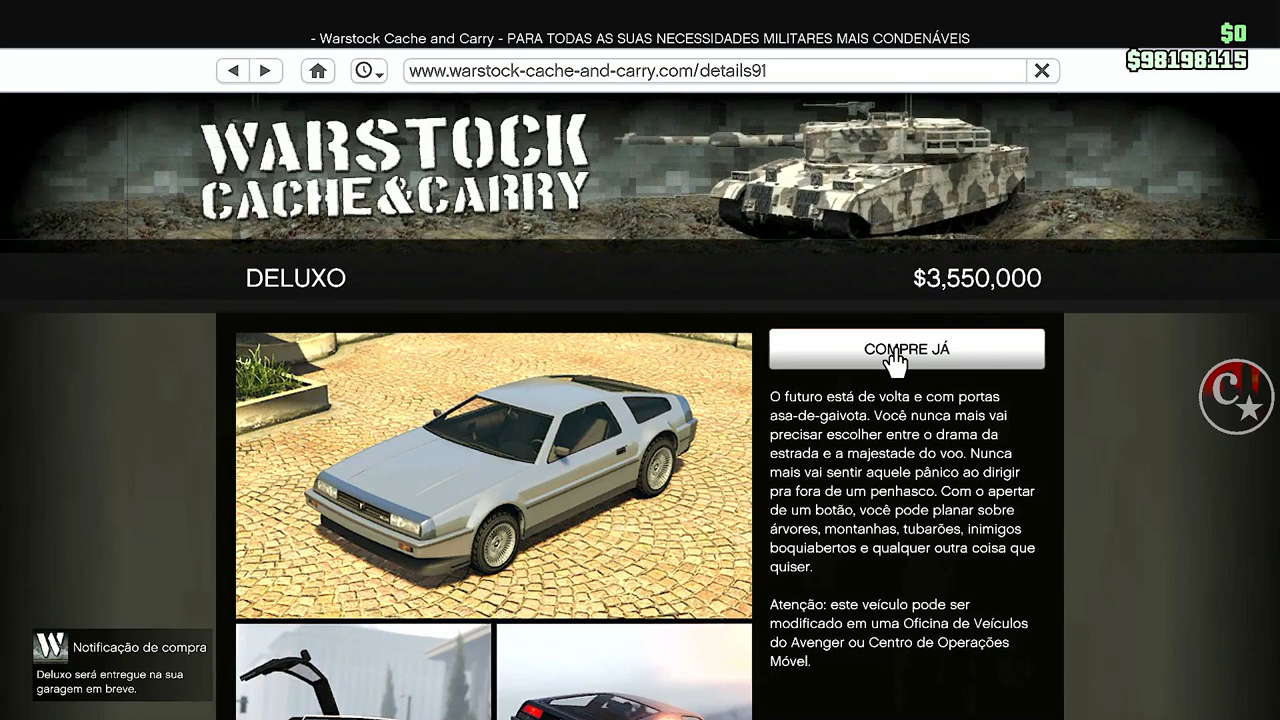 - Warstock Cache and Carry - PARA TODAS AS SUAS NECESSIDADES MILITARES MAIS CONDENÁVEIS
$0
$98198115
www.warstock-cache-and-carry.com/details91
WARSTOCK
CACHE&CARRY
DELUXO
$3,550,000
COMPRE JÁ
O futuro está de volta e com portas
asa-de-gaivota. Você nunca mais vai
precisar escolher entre o drama da
estrada e a majestade do voo. Nunca
mais vai sentir aquele pânico ao dirigir
pra fora de um penhasco. Com o apertar
de um botão, você pode planar sobre
árvores, montanhas, tubarões, inimigos
boquiabertos e qualquer outra coisa que
quiser.
Atenção: este veículo pode ser
modificado em uma Oficina de Veículos
do Avenger ou Centro de Operações
Móvel.
C
W
Notificação de compra
Deluxo será entregue na sua
garagem em breve.